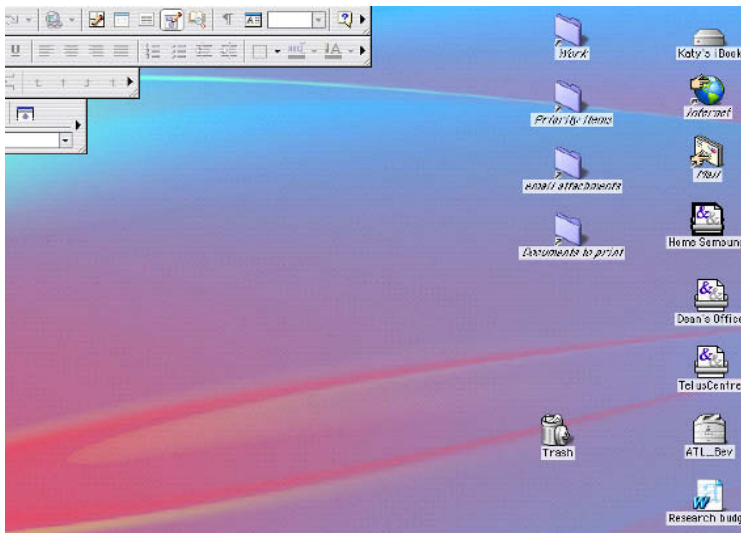 U
A
Work
Katy's iBook
Priority Items
Internet
email attachments
Mail
Documents to print
Home Samsung
Dean's Office
TelusCentre
Trash
ATL_Bev
Research budg